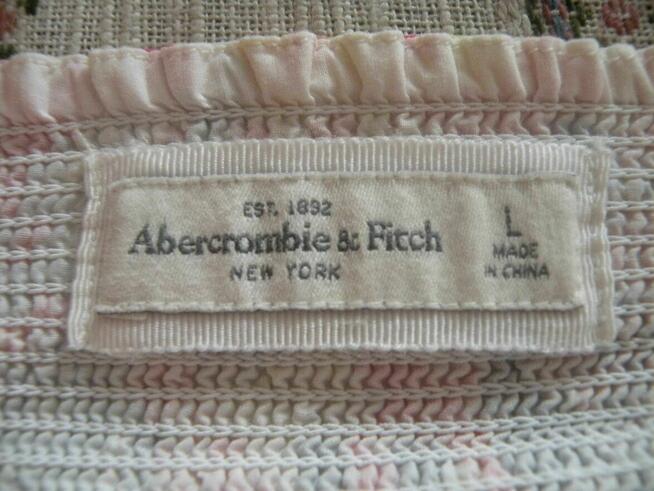 EST. 1892
Abercrombie & Fitch
NEW YORK
L
MADE
IN CHINA